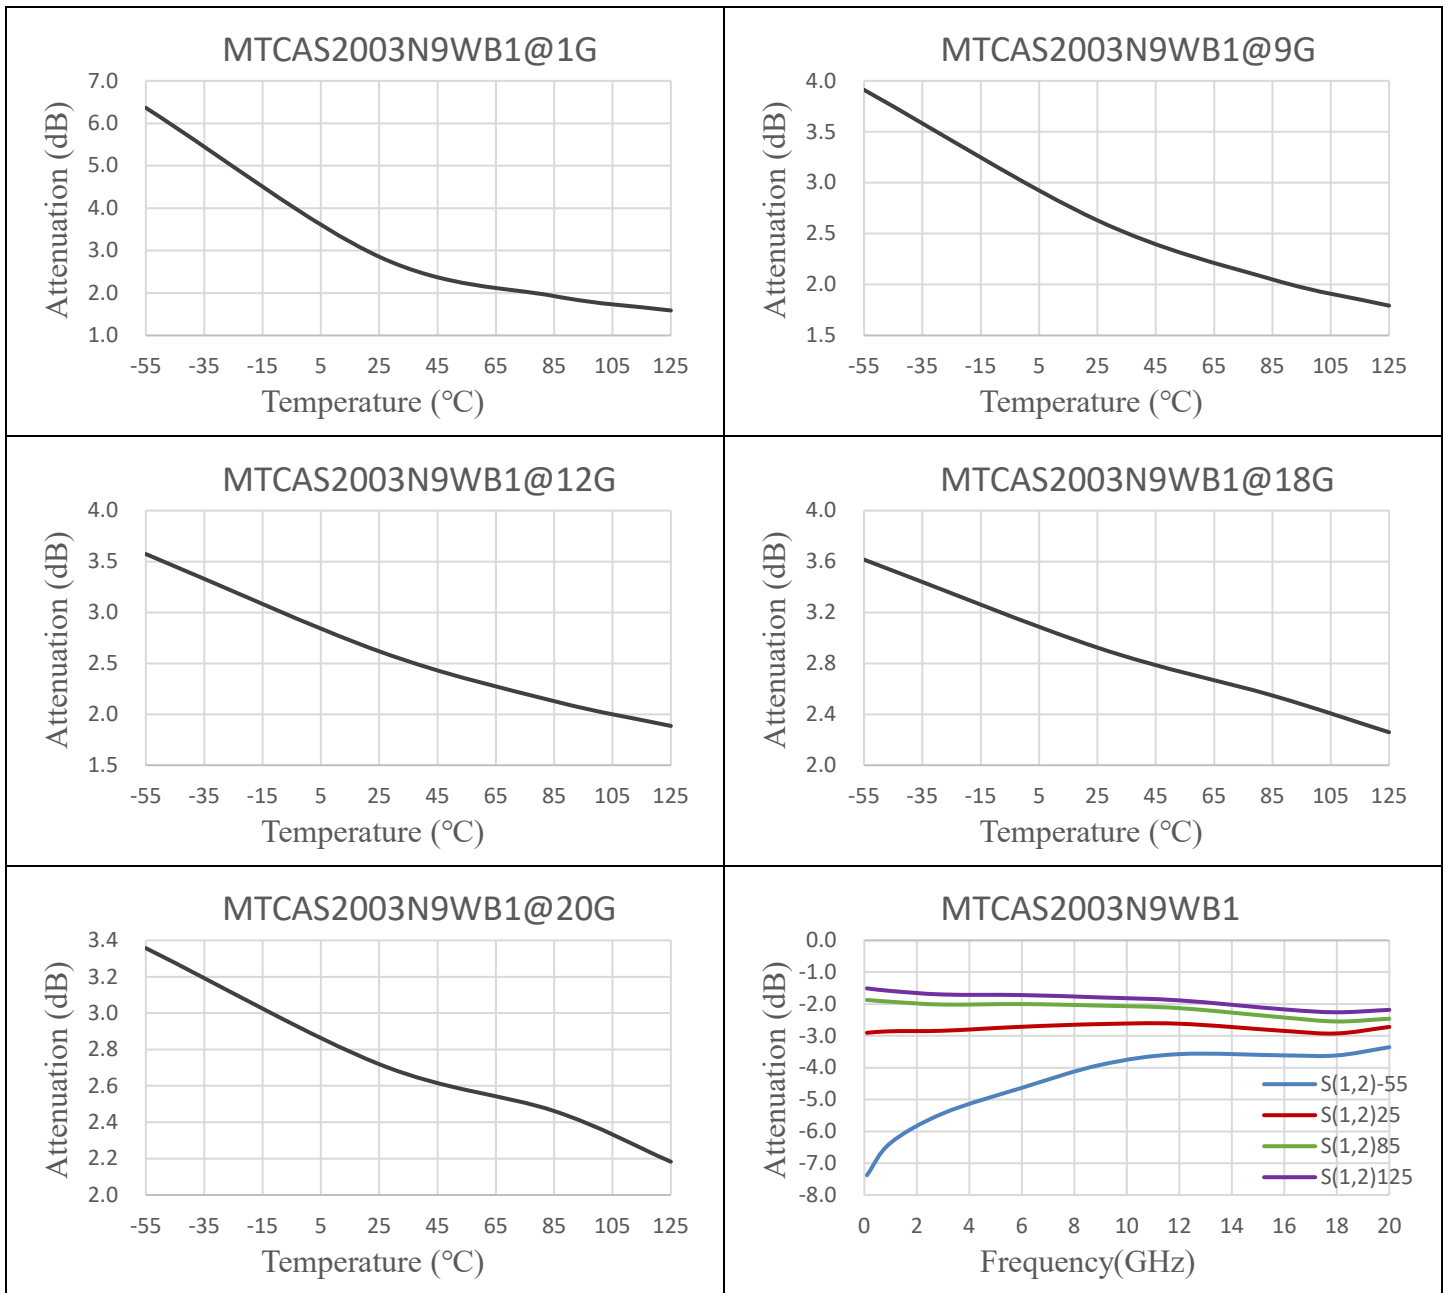 MTCAS2003N9WB1@1G
Attenuation (dB)
7.0
6.0
5.0
4.0
3.0
2.0
1.0
-55 -35 -15 5 25 45 65 85 105 125
Temperature (℃)
MTCAS2003N9WB1@9G
Attenuation (dB)
4.0
3.5
3.0
2.5
2.0
1.5
-55 -35 -15 5 25 45 65 85 105 125
Temperature (℃)
MTCAS2003N9WB1@12G
Attenuation (dB)
4.0
3.5
3.0
2.5
2.0
1.5
-55 -35 -15 5 25 45 65 85 105 125
Temperature (℃)
MTCAS2003N9WB1@18G
Attenuation (dB)
4.0
3.6
3.2
2.8
2.4
2.0
-55 -35 -15 5 25 45 65 85 105 125
Temperature (℃)
MTCAS2003N9WB1@20G
Attenuation (dB)
3.4
3.2
3.0
2.8
2.6
2.4
2.2
2.0
-55 -35 -15 5 25 45 65 85 105 125
Temperature (℃)
MTCAS2003N9WB1
Attenuation (dB)
0.0
-1.0
-2.0
-3.0
-4.0
-5.0
-6.0
-7.0
-8.0
S(1,2)-55
S(1,2)25
S(1,2)85
S(1,2)125
0 2 4 6 8 10 12 14 16 18 20
Frequency(GHz)